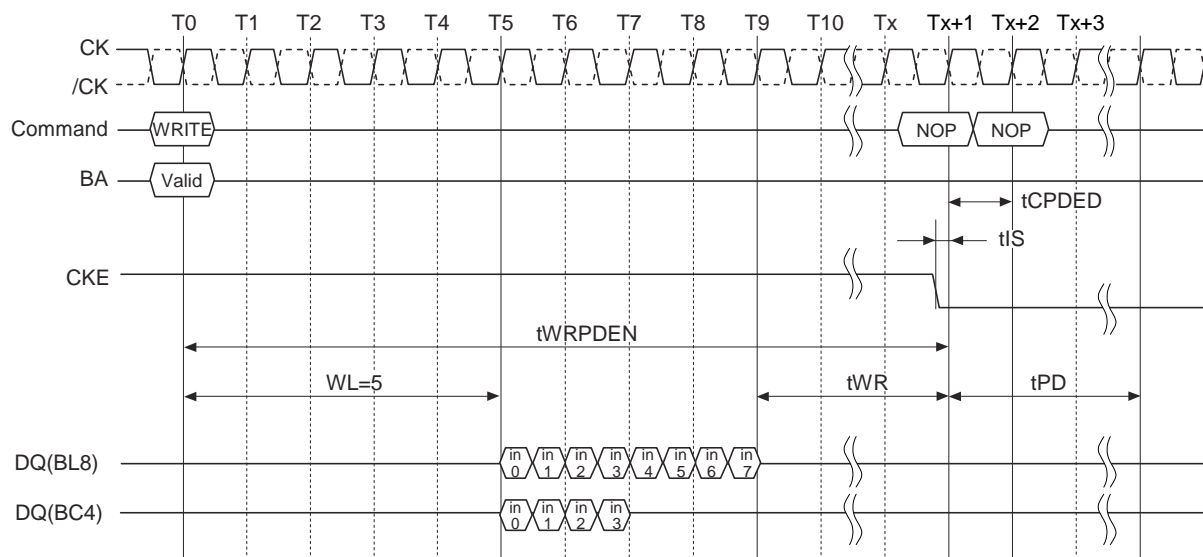 T0 T1 T2 T3 T4 T5 T6 T7 T8 T9 T10 Tx Tx+1 Tx+2 Tx+3
CK
/CK
Command WRITE NOP NOP
BA Valid
tCPDED
tIS
CKE
tWRPDEN
WL=5 tWR tPD
DQ(BL8) in 0 in 1 in 2 in 3 in 4 in 5 in 6 in 7
DQ(BC4) in 0 in 1 in 2 in 3